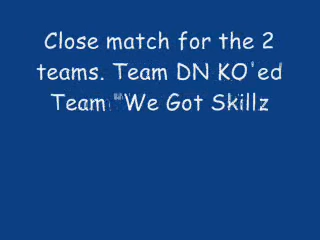 Close match for the 2
teams. Team DN KO'ed
Team "We Got Skillz